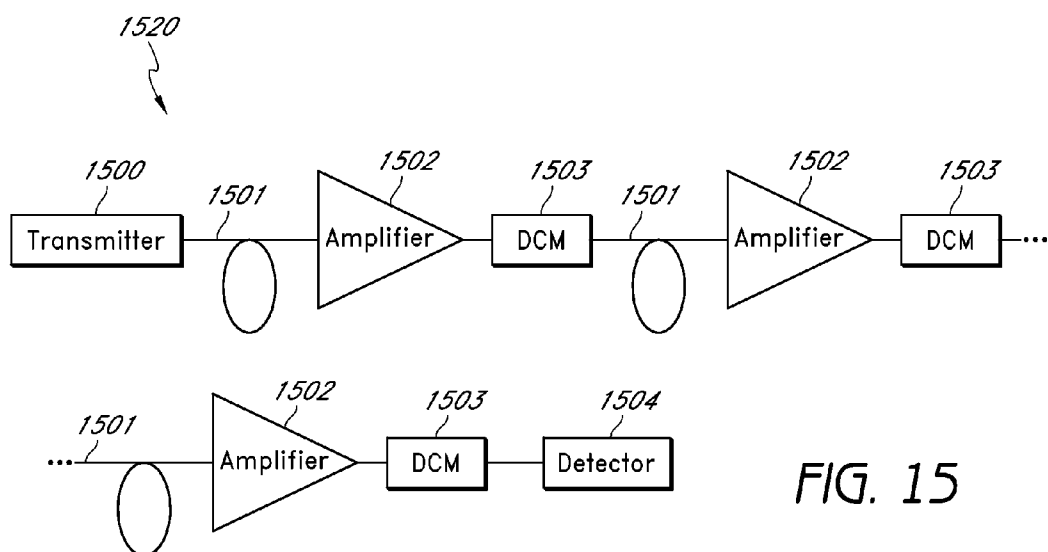 1520
1500
1501
1502
1503
1501
1502
1503
Transmitter
Amplifier
DCM
Amplifier
DCM
...
1501
1502
1503
1504
...
Amplifier
DCM
Detector
FIG. 15